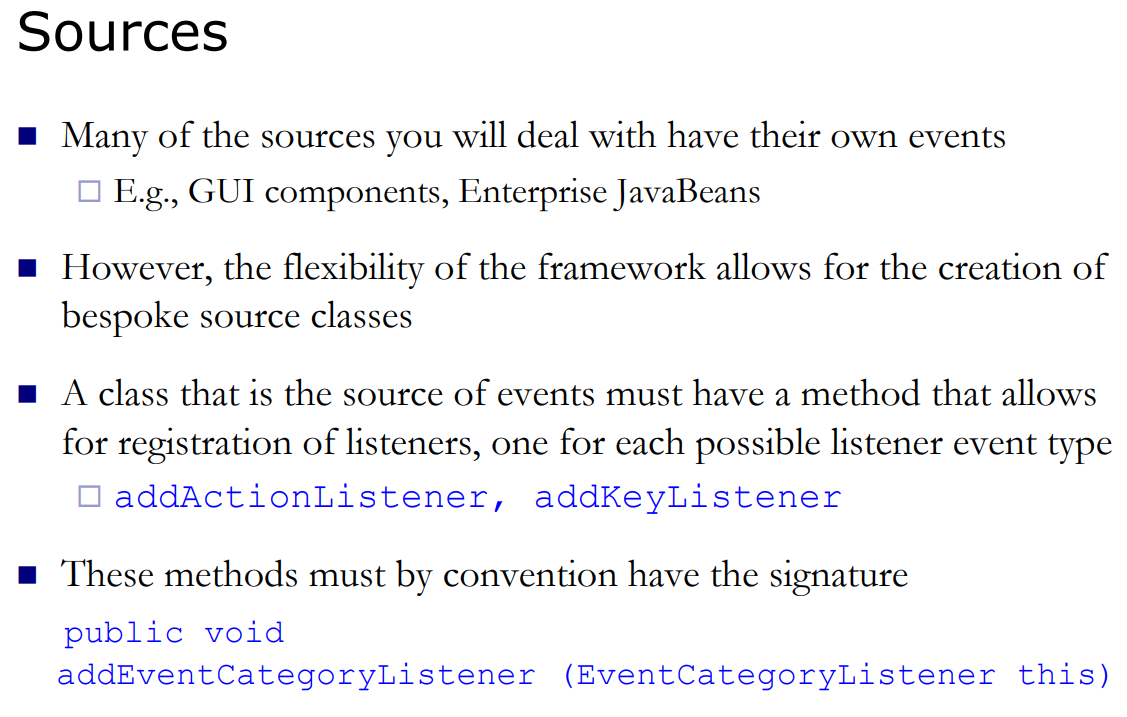 Sources
Many of the sources you will deal with have their own events
E.g., GUI components, Enterprise JavaBeans
However, the flexibility of the framework allows for the creation of
bespoke source classes
A class that is the source of events must have a method that allows
for registration of listeners, one for each possible listener event type
addActionListener, addKeyListener
These methods must by convention have the signature
public void
addEventCategoryListener (EventCategoryListener this)